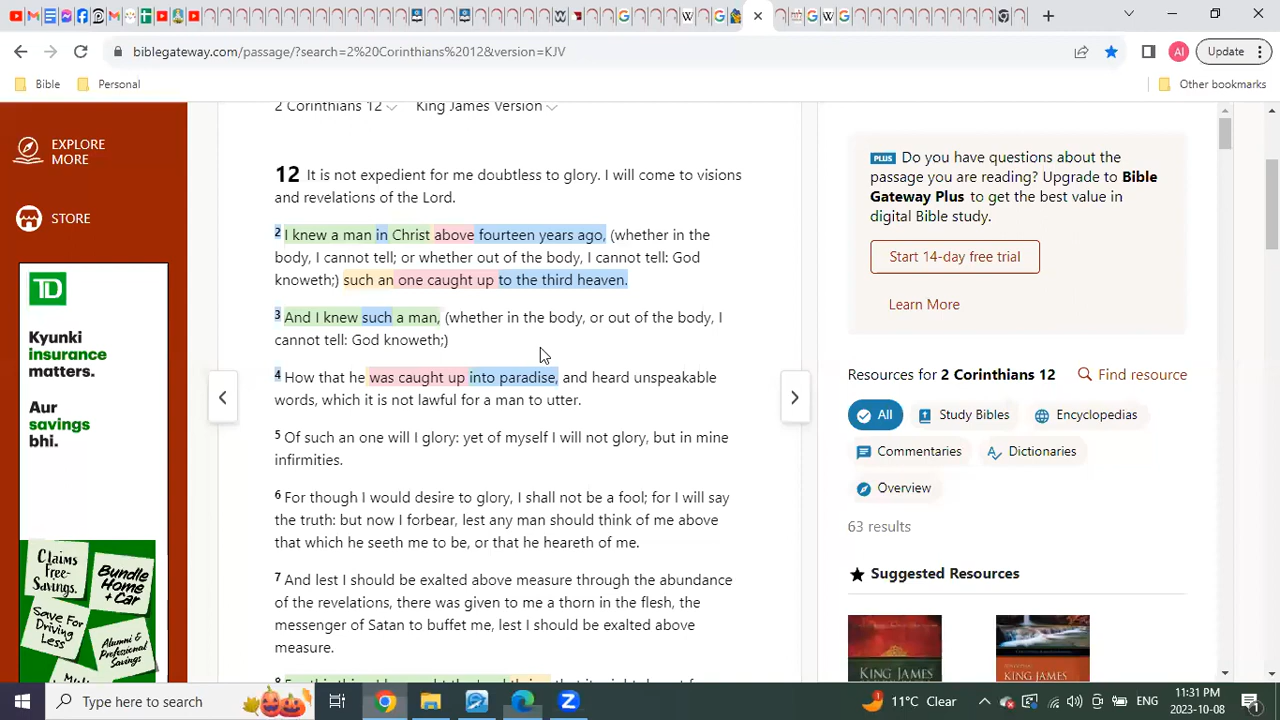 biblegateway.com/passage/?search=2%20Corinthians%2012&version=KJV
AI
Update
Bible
Personal
Other bookmarks
2 Corinthians 12
King James Version
EXPLORE
MORE
STORE
TD
Kyunki
insurance
matters.
Aur
savings
bhi.
Claims
Free-
Savings.
Bundle
Home
+ Car
Save For
Driving
Less
Alumni &
Professional
Savings
12 It is not expedient for me doubtless to glory. I will come to visions
and revelations of the Lord.
2 I knew a man in Christ above fourteen years ago, (whether in the
body, I cannot tell; or whether out of the body, I cannot tell: God
knoweth;) such an one caught up to the third heaven.
3 And I knew such a man, (whether in the body, or out of the body, I
cannot tell: God knoweth;)
4 How that he was caught up into paradise, and heard unspeakable
words, which it is not lawful for a man to utter.
5 Of such an one will I glory: yet of myself I will not glory, but in mine
infirmities.
6 For though I would desire to glory, I shall not be a fool; for I will say
the truth: but now I forbear, lest any man should think of me above
that which he seeth me to be, or that he heareth of me.
7 And lest I should be exalted above measure through the abundance
of the revelations, there was given to me a thorn in the flesh, the
messenger of Satan to buffet me, lest I should be exalted above
measure.
PLUS Do you have questions about the
passage you are reading? Upgrade to Bible
Gateway Plus to get the best value in
digital Bible study.
Start 14-day free trial
Learn More
Resources for 2 Corinthians 12
Find resource
All
Study Bibles
Encyclopedias
Commentaries
Dictionaries
Overview
63 results
Suggested Resources
KING JAMES
KING JAMES
Type here to search
1
11°C Clear
ENG
11:31 PM
2023-10-08
1